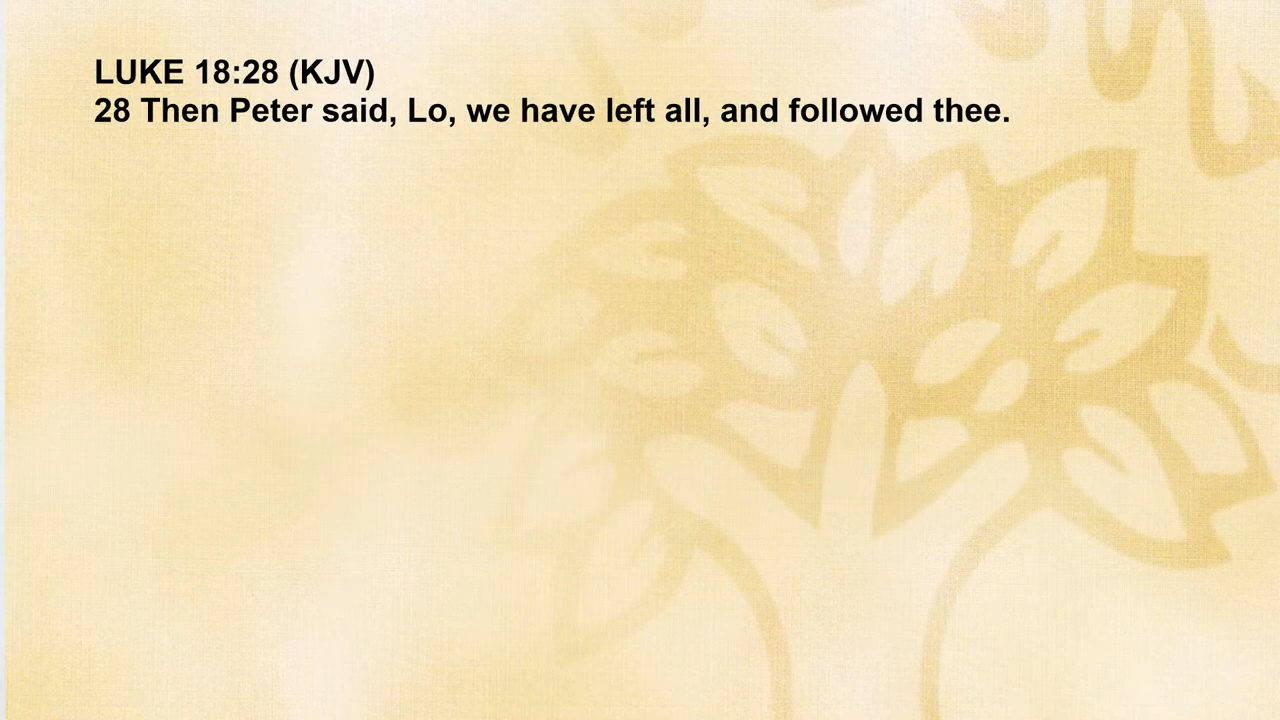 LUKE 18:28 (KJV)
28 Then Peter said, Lo, we have left all, and followed thee.